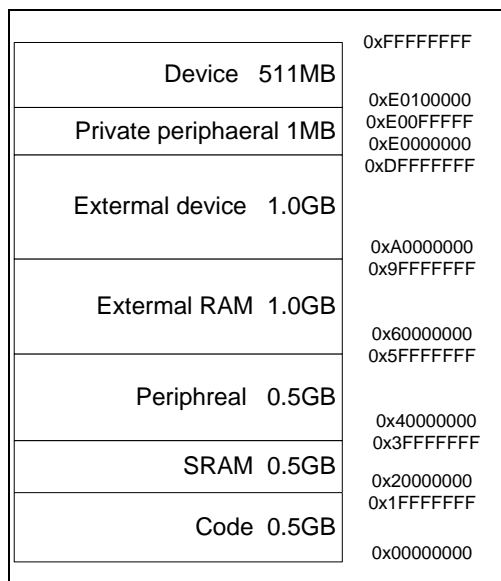 0xFFFFFFFF
Device 511MB
0xE0100000
Private periphaeral 1MB
0xE00FFFFF
0xE0000000
0xDFFFFFFF
Extermal device 1.0GB
0xA0000000
0x9FFFFFFF
Extermal RAM 1.0GB
0x60000000
0x5FFFFFFF
Periphreal 0.5GB
0x40000000
0x3FFFFFFF
SRAM 0.5GB
0x20000000
0x1FFFFFFF
Code 0.5GB
0x00000000